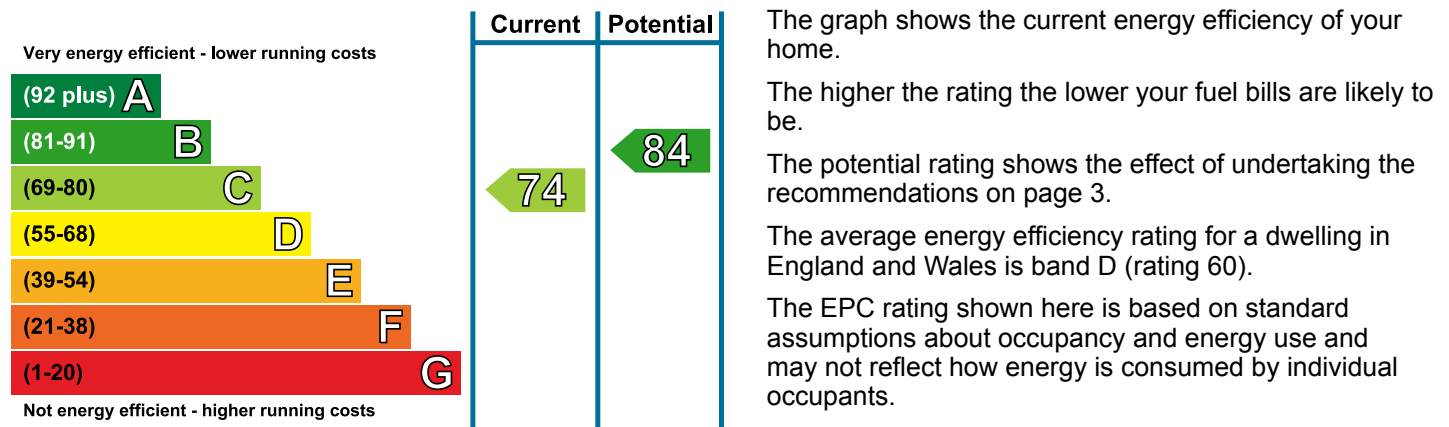 Current Potential
Very energy efficient - lower running costs
(92 plus) A
(81-91) B
(69-80) C
(55-68) D
(39-54) E
(21-38) F
(1-20) G
Not energy efficient - higher running costs
74
84
The graph shows the current energy efficiency of your
home.
The higher the rating the lower your fuel bills are likely to
be.
The potential rating shows the effect of undertaking the
recommendations on page 3.
The average energy efficiency rating for a dwelling in
England and Wales is band D (rating 60).
The EPC rating shown here is based on standard
assumptions about occupancy and energy use and
may not reflect how energy is consumed by individual
occupants.